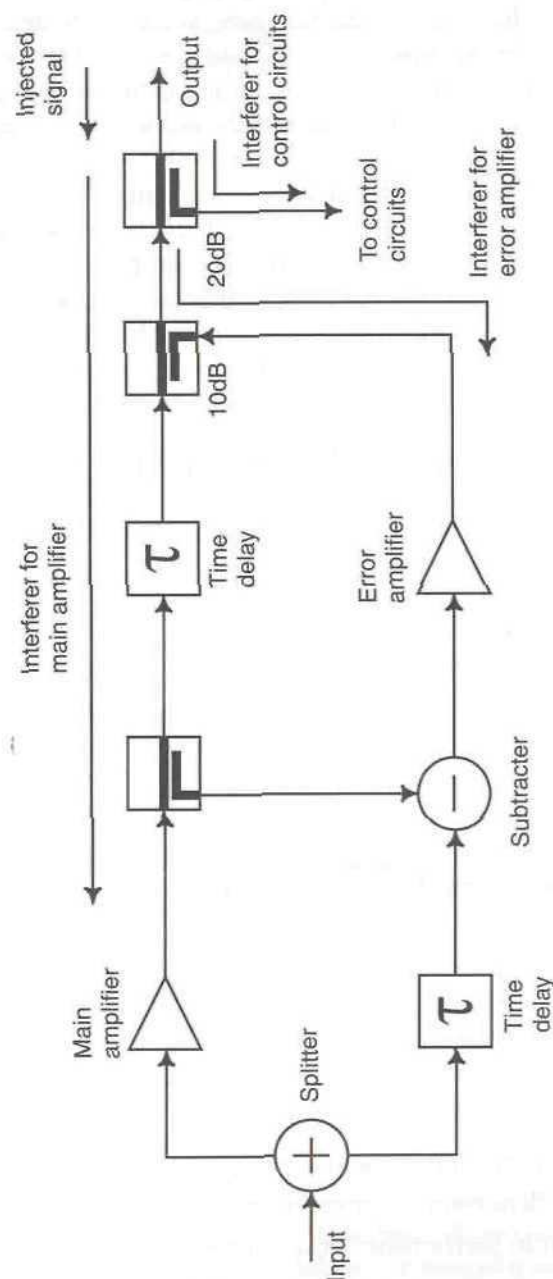 Injected
signal
Output
Interferer for
control circuits
To control
circuits
20dB
Interferer for
error amplifier
10dB
Interferer for
main amplifier
τ
Time
delay
Error
amplifier
Subtracter
−
Main
amplifier
τ
Time
delay
Splitter
+
Input